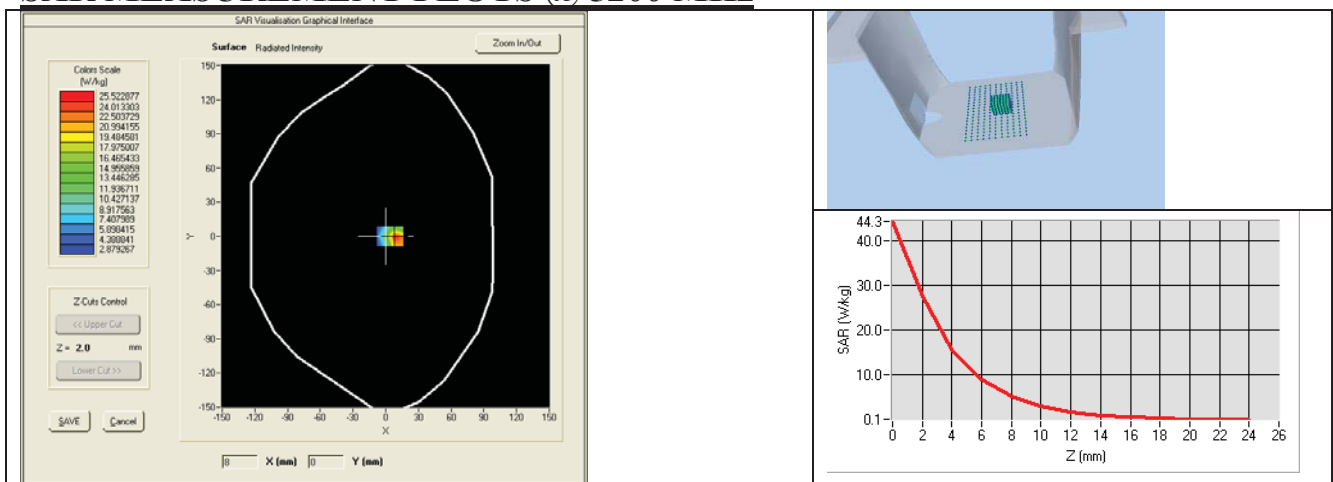 SAR MEASUREMENT PLOTS @ 5200 MHz
SAR Visualisation Graphical Interface
Surface Radiated Intensity
Zoom In/Out
Colors Scale
(W/kg)
25.522877
24.013303
22.503729
20.994155
19.484581
17.975007
16.465433
14.955859
13.446285
11.936711
10.427137
8.917563
7.407989
5.898415
4.388841
2.879267
Z-Cuts Control
<< Upper Cut
Z = 2.0 mm
Lower Cut >>
SAVE Cancel
Y
150-
120-
90-
60-
30-
0-
-30-
-60-
-90-
-120-
-150-
-150 -120 -90 -60 -30 0 30 60 90 120 150
X
8 X (mm) 0 Y (mm)
SAR (W/kg)
44.3-
40.0-
30.0-
20.0-
10.0-
0.1-
0 2 4 6 8 10 12 14 16 18 20 22 24 26
Z (mm)